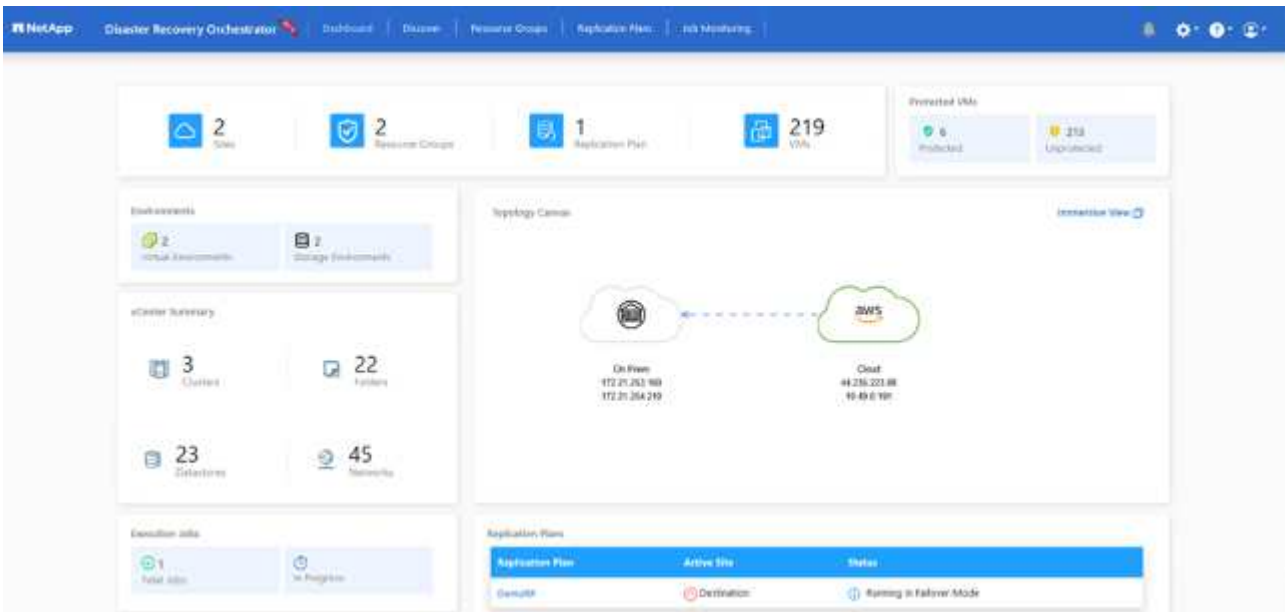 NetApp Disaster Recovery Orchestrator Dashboard Discover Resource Groups Replication Plans Job Monitoring
2
Sites
2
Resource Groups
1
Replication Plan
219
VMs
Protected VMs
6
Protected
213
Unprotected
Environments
2
Virtual Environments
2
Storage Environments
Topology Canvas
Immersive View
vCenter Summary
3
Clusters
22
Folders
23
Datastores
45
Networks
aws
On Prem
Cloud
Execution Jobs
1
Total Jobs
In Progress
Replication Plans
Replication Plan Active Site Status
DemoRP Destination Running in Failover Mode